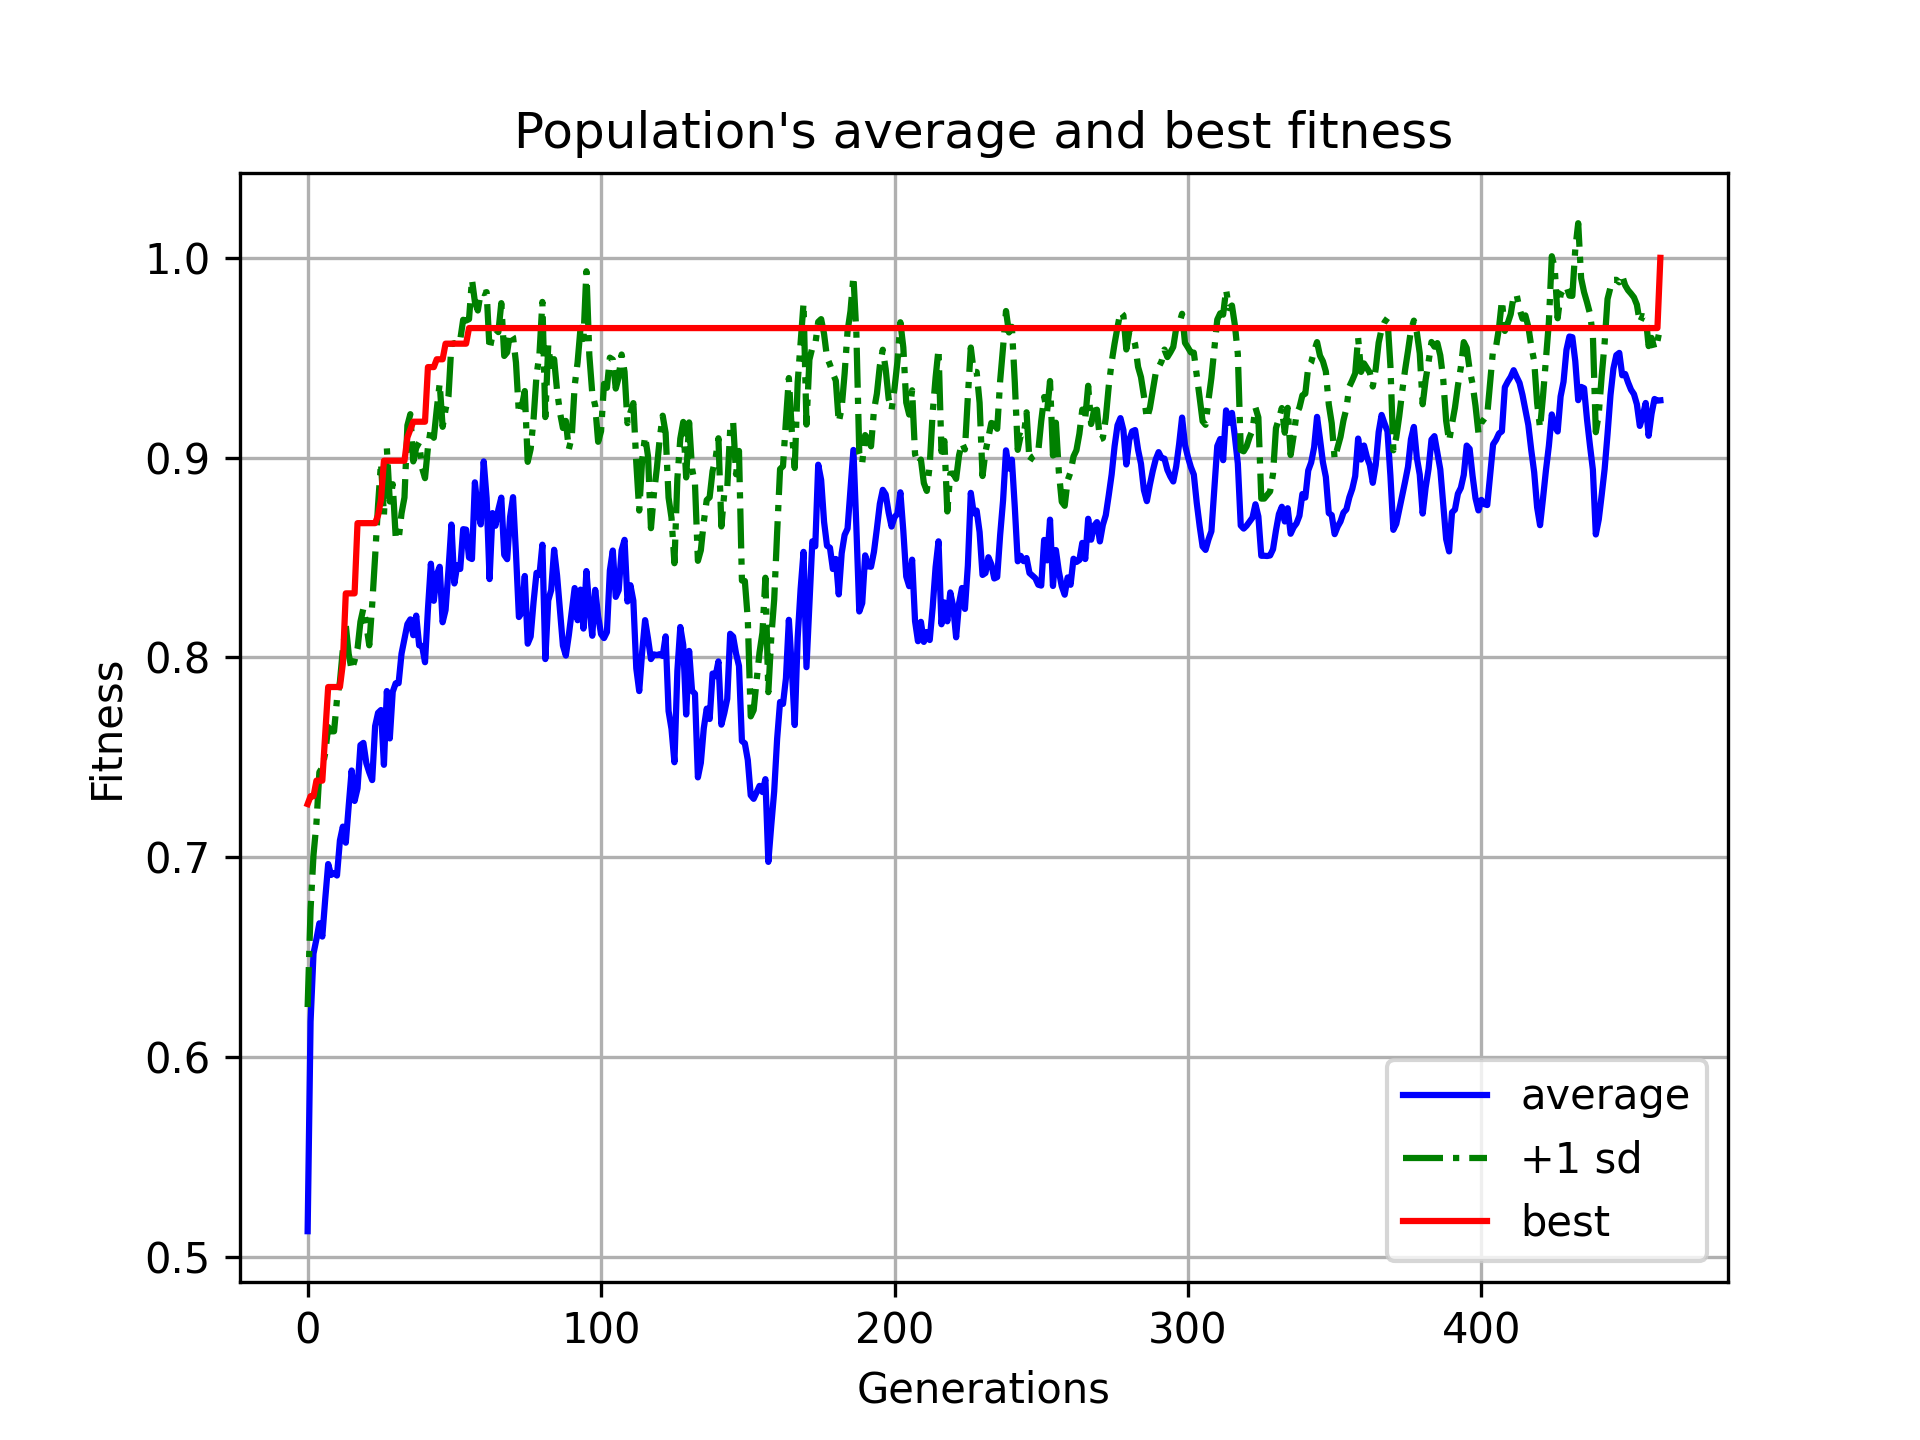 Population's average and best fitness
1.0
0.9
0.8
0.7
0.6
0.5
Fitness
0 100 200 300 400
Generations
average
+1 sd
best